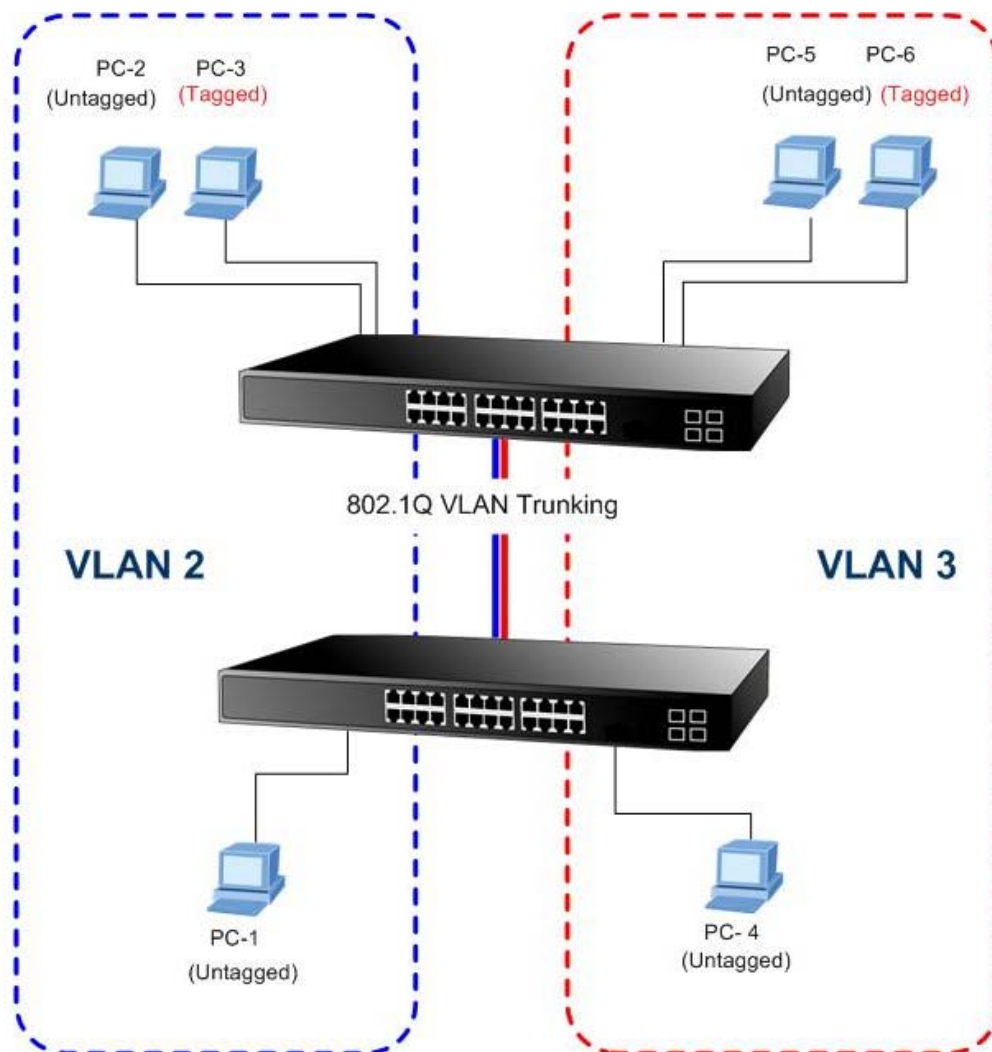 PC-2 PC-3
(Untagged) (Tagged)
PC-5 PC-6
(Untagged) (Tagged)
802.1Q VLAN Trunking
VLAN 2
VLAN 3
PC-1
(Untagged)
PC- 4
(Untagged)